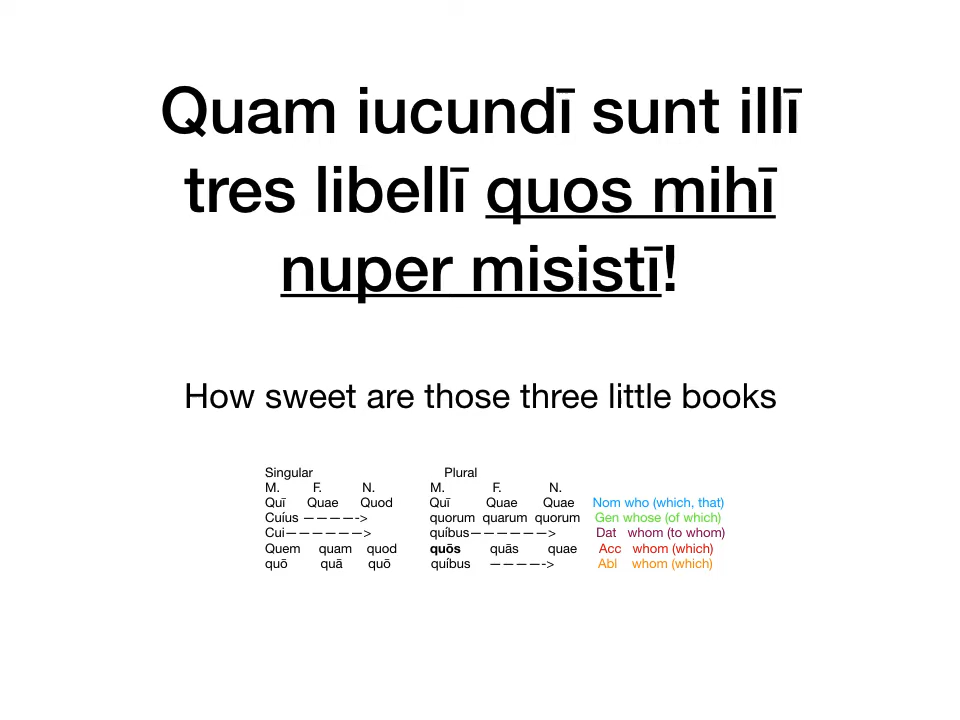 Quam iucundī sunt illī
tres libellī quos mihī
nuper misistī!
How sweet are those three little books
Singular Plural
M. F. N. M. F. N.
Quī Quae Quod Quī Quae Quae Nom who (which, that)
Cuíus ————-> quorum quarum quorum Gen whose (of which)
Cui——————> quíbus——————> Dat whom (to whom)
Quem quam quod quōs quās quae Acc whom (which)
quō quā quō quíbus ————-> Abl whom (which)